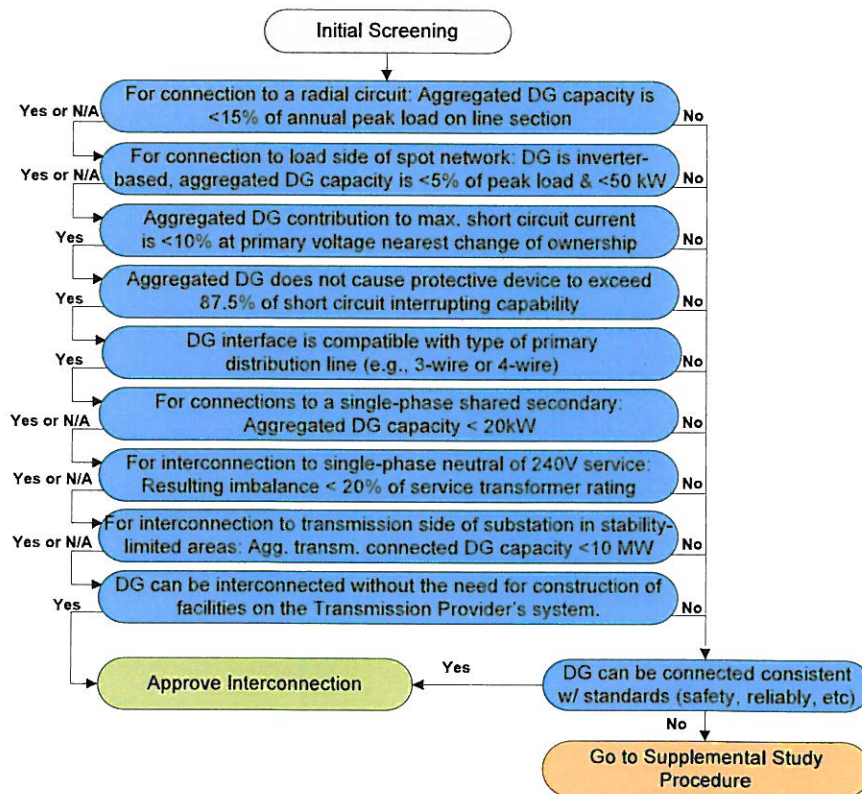 Initial Screening
For connection to a radial circuit: Aggregated DG capacity is
<15% of annual peak load on line section
Yes or N/A
No
For connection to load side of spot network: DG is inverter-
based, aggregated DG capacity is <5% of peak load & <50 kW
Yes or N/A
No
Aggregated DG contribution to max. short circuit current
is <10% at primary voltage nearest change of ownership
Yes
No
Aggregated DG does not cause protective device to exceed
87.5% of short circuit interrupting capability
Yes
No
DG interface is compatible with type of primary
distribution line (e.g., 3-wire or 4-wire)
Yes
No
For connections to a single-phase shared secondary:
Aggregated DG capacity < 20kW
Yes or N/A
No
For interconnection to single-phase neutral of 240V service:
Resulting imbalance < 20% of service transformer rating
Yes or N/A
No
For interconnection to transmission side of substation in stability-
limited areas: Agg. transm. connected DG capacity <10 MW
Yes or N/A
No
DG can be interconnected without the need for construction of
facilities on the Transmission Provider's system.
Yes
No
Approve Interconnection
Yes
DG can be connected consistent
w/ standards (safety, reliably, etc)
No
Go to Supplemental Study
Procedure